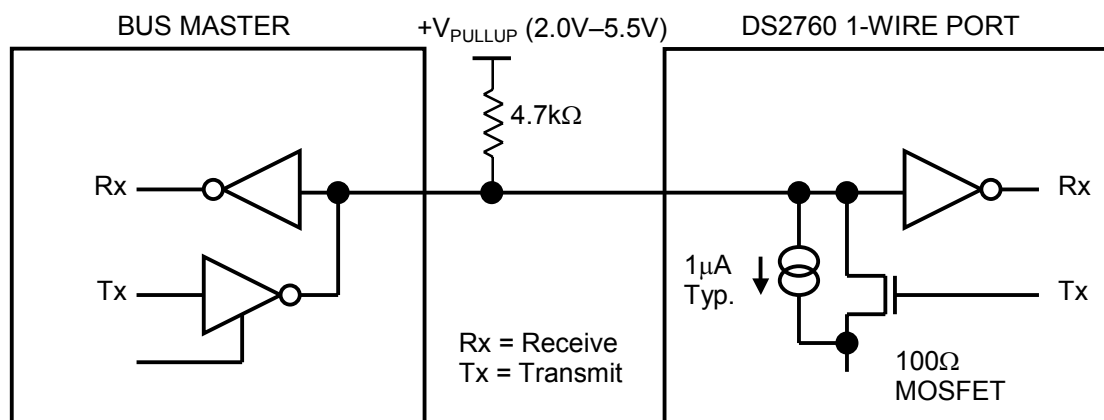 BUS MASTER
+VPULLUP (2.0V–5.5V)
DS2760 1-WIRE PORT
4.7kΩ
Rx
Rx
1μA
Typ.
Tx
Tx
Rx = Receive
Tx = Transmit
100Ω
MOSFET